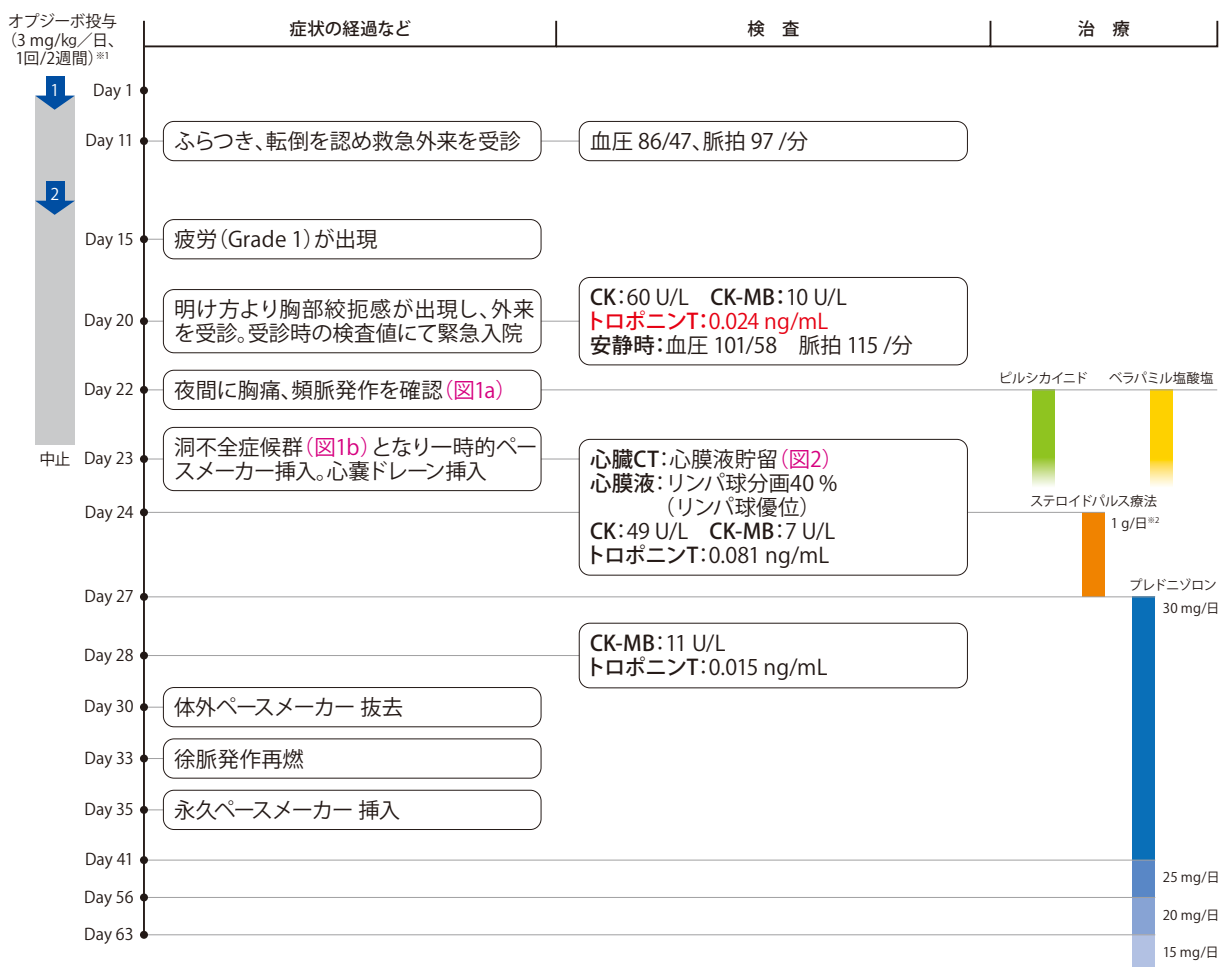 オプジーボ投与
（3 mg/kg／日、
1回/2週間）※1
症状の経過など
検　査
治　療
1
Day 1
Day 11
ふらつき、転倒を認め救急外来を受診
血圧 86/47、脈拍 97 /分
2
Day 15
疲労（Grade 1）が出現
Day 20
明け方より胸部絞扼感が出現し、外来
を受診。受診時の検査値にて緊急入院
CK：60 U/L　CK-MB：10 U/L
トロポニンT：0.024 ng/mL
安静時：血圧 101/58　脈拍 115 /分
Day 22
夜間に胸痛、頻脈発作を確認（図1a）
ピルシカイニド
ベラパミル塩酸塩
中止
Day 23
洞不全症候群（図1b）となり一時的ペー
スメーカー挿入。心嚢ドレーン挿入
心臓CT：心膜液貯留（図2）
心膜液：リンパ球分画40 %
（リンパ球優位）
CK：49 U/L　CK-MB：7 U/L
トロポニンT：0.081 ng/mL
Day 24
ステロイドパルス療法
1 g/日※2
Day 27
プレドニゾロン
30 mg/日
Day 28
CK-MB：11 U/L
トロポニンT：0.015 ng/mL
Day 30
体外ペースメーカー 抜去
Day 33
徐脈発作再燃
Day 35
永久ペースメーカー 挿入
Day 41
25 mg/日
Day 56
20 mg/日
Day 63
15 mg/日